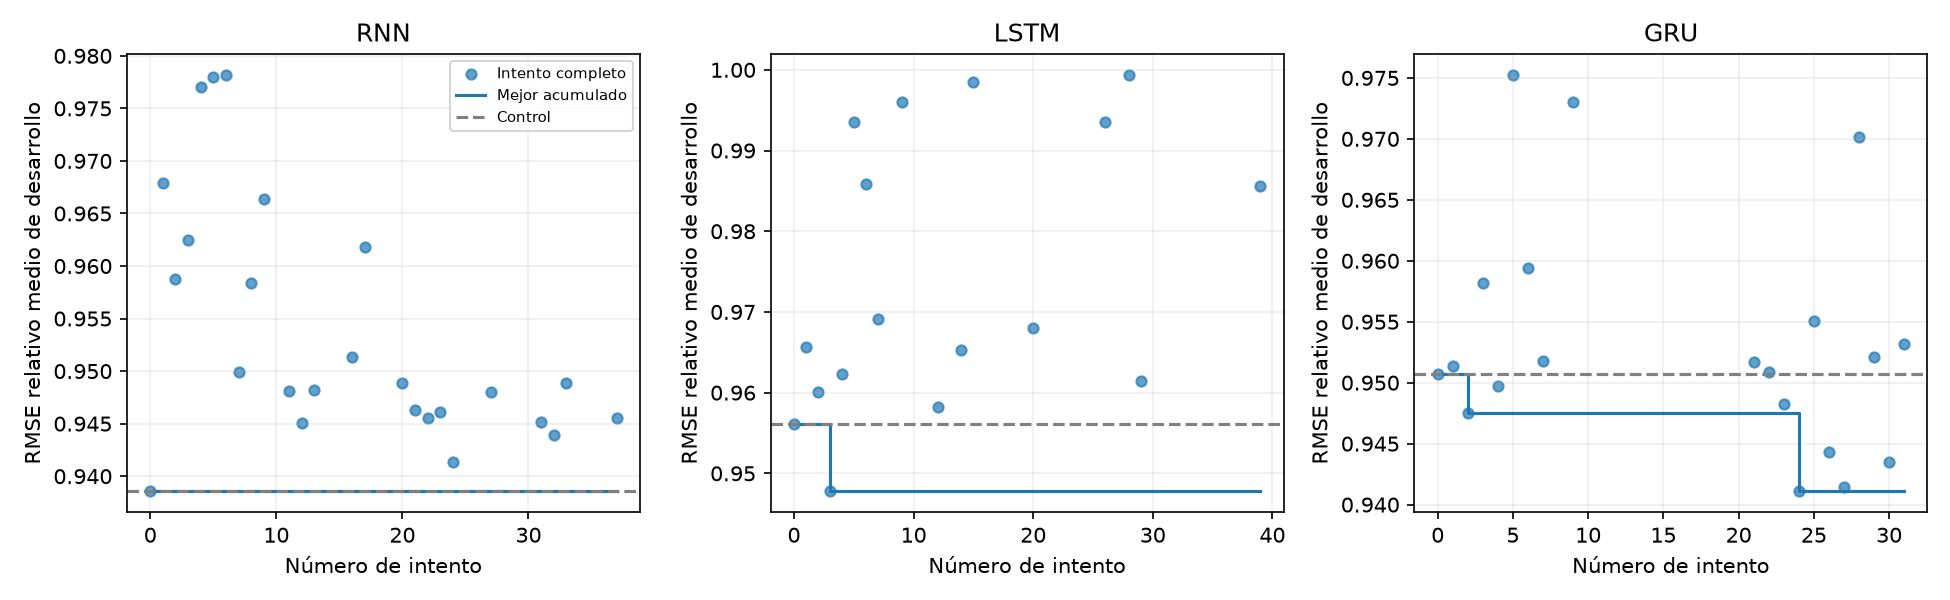 RNN
RMSE relativo medio de desarrollo
0.980
0.975
0.970
0.965
0.960
0.955
0.950
0.945
0.940
Intento completo
Mejor acumulado
Control
0 10 20 30
Número de intento
LSTM
RMSE relativo medio de desarrollo
1.00
0.99
0.98
0.97
0.96
0.95
0 10 20 30 40
Número de intento
GRU
RMSE relativo medio de desarrollo
0.975
0.970
0.965
0.960
0.955
0.950
0.945
0.940
0 5 10 15 20 25 30
Número de intento